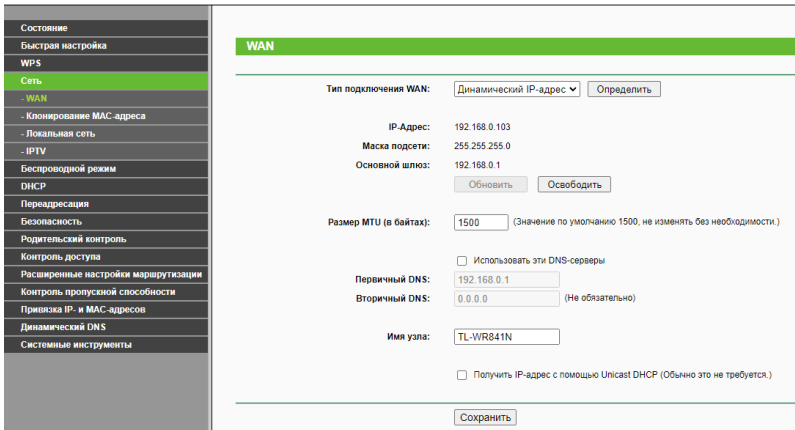 Состояние
Быстрая настройка
WPS
Сеть
- WAN
- Клонирование MAC-адреса
- Локальная сеть
- IPTV
Беспроводной режим
DHCP
Переадресация
Безопасность
Родительский контроль
Контроль доступа
Расширенные настройки маршрутизации
Контроль пропускной способности
Привязка IP- и MAC-адресов
Динамический DNS
Системные инструменты
WAN
Тип подключения WAN: Динамический IP-адрес Определить
IP-Адрес: 192.168.0.103
Маска подсети: 255.255.255.0
Основной шлюз: 192.168.0.1
Обновить Освободить
Размер MTU (в байтах): 1500 (Значение по умолчанию 1500, не изменять без необходимости.)
Использовать эти DNS-серверы
Первичный DNS: 192.168.0.1
Вторичный DNS: 0.0.0.0 (Не обязательно)
Имя узла: TL-WR841N
Получить IP-адрес с помощью Unicast DHCP (Обычно это не требуется.)
Сохранить